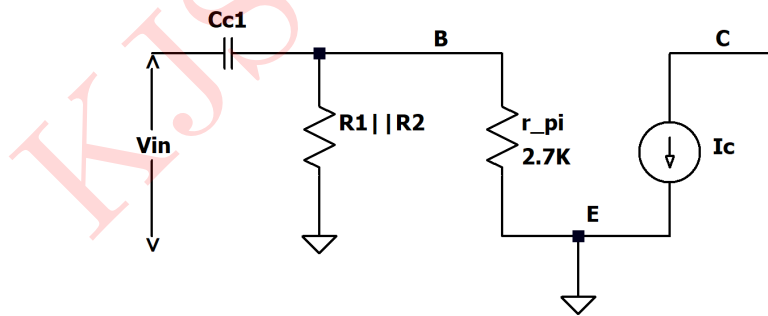 Cc1
B
C
R1||R2
r_pi
2.7K
Vin
Ic
E
KJS